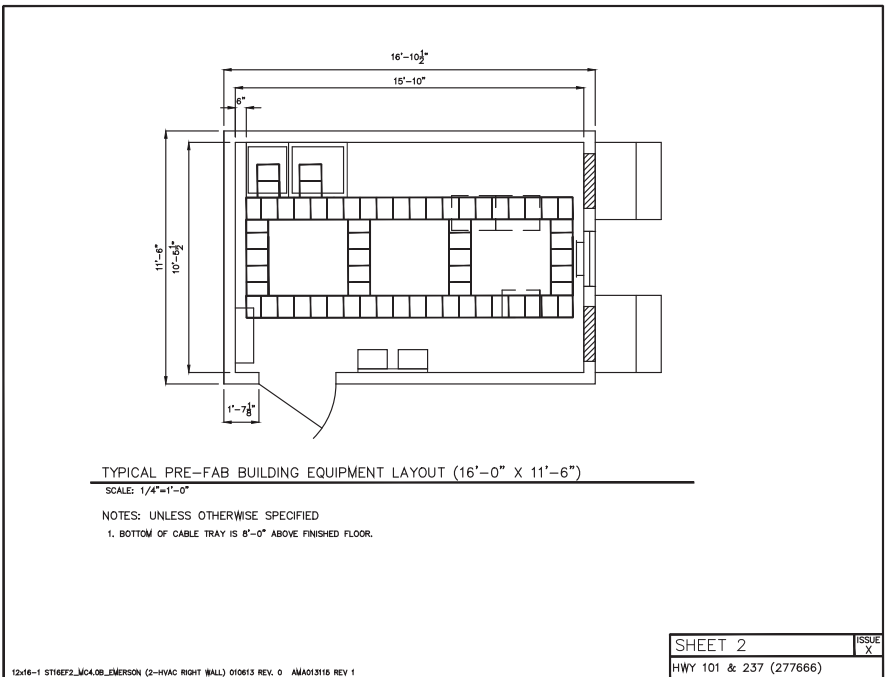 16'-10½"
15'-10"
6"
11'-6"
10'-5½"
1'-7⅛"
TYPICAL PRE-FAB BUILDING EQUIPMENT LAYOUT (16'-0" X 11'-6")
SCALE: 1/4"=1'-0"
NOTES: UNLESS OTHERWISE SPECIFIED
1. BOTTOM OF CABLE TRAY IS 8'-0" ABOVE FINISHED FLOOR.
SHEET 2
ISSUE
X
HWY 101 & 237 (277666)
12x16-1 ST16EF2_MC4.0B_EMERSON (2-HVAC RIGHT WALL) 010613 REV. 0 AMA013115 REV 1